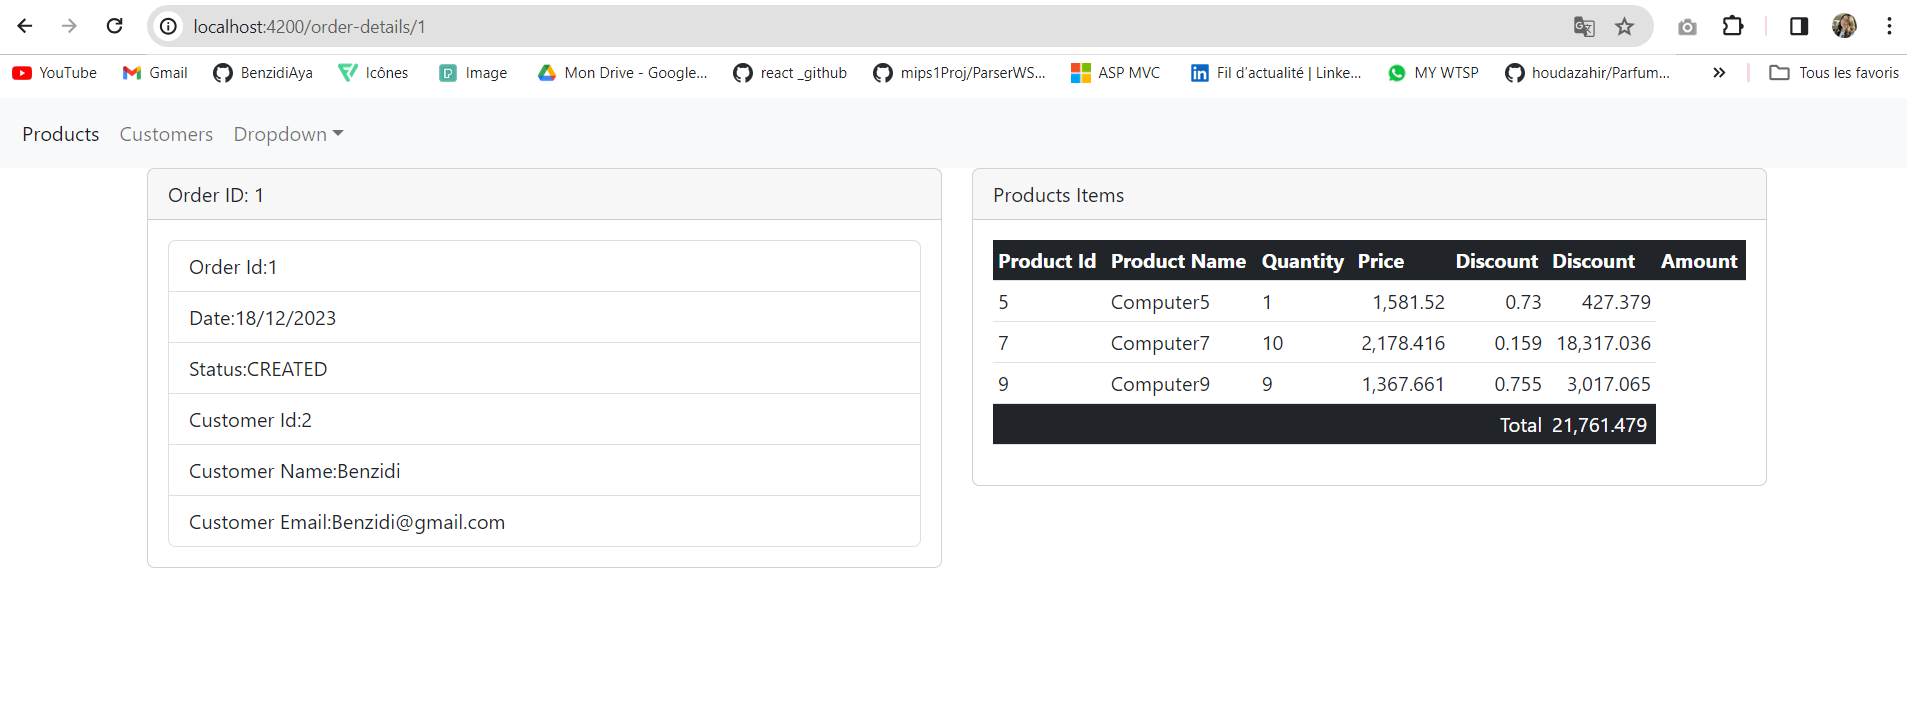 localhost:4200/order-details/1
YouTube Gmail BenzidiAya Icônes Image Mon Drive - Google... react _github mips1Proj/ParserWS... ASP MVC Fil d'actualité | Linke... MY WTSP houdazahir/Parfum... » Tous les favoris
Products Customers Dropdown
Order ID: 1
Order Id:1
Date:18/12/2023
Status:CREATED
Customer Id:2
Customer Name:Benzidi
Customer Email:Benzidi@gmail.com
Products Items
Product Id Product Name Quantity Price Discount Discount Amount
5 Computer5 1 1,581.52 0.73 427.379
7 Computer7 10 2,178.416 0.159 18,317.036
9 Computer9 9 1,367.661 0.755 3,017.065
Total 21,761.479